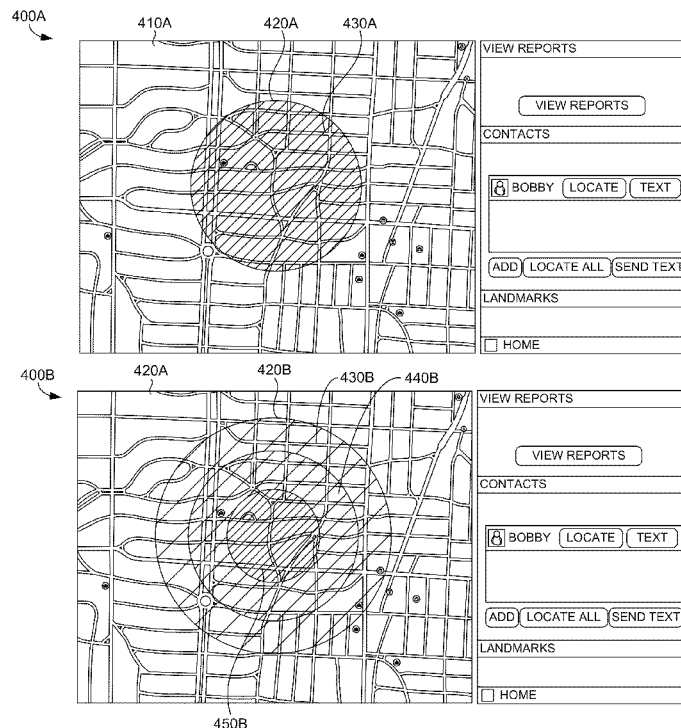 400A
410A 420A 430A
VIEW REPORTS
VIEW REPORTS
CONTACTS
BOBBY LOCATE TEXT
ADD LOCATE ALL SEND TEXT
LANDMARKS
HOME
400B
420A 420B 430B 440B
VIEW REPORTS
VIEW REPORTS
CONTACTS
BOBBY LOCATE TEXT
ADD LOCATE ALL SEND TEXT
LANDMARKS
HOME
450B